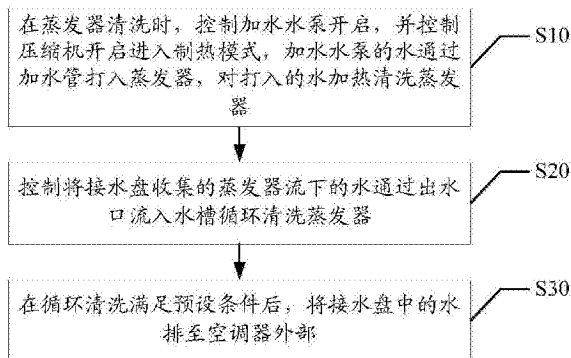 在蒸发器清洗时，控制加水水泵开启，并控制
压缩机开启进入制热模式，加水水泵的水通过
加水管打入蒸发器，对打入的水加热清洗蒸发
器
S10
控制将接水盘收集的蒸发器流下的水通过出水
口流入水槽循环清洗蒸发器
S20
在循环清洗满足预设条件后，将接水盘中的水
排至空调器外部
S30